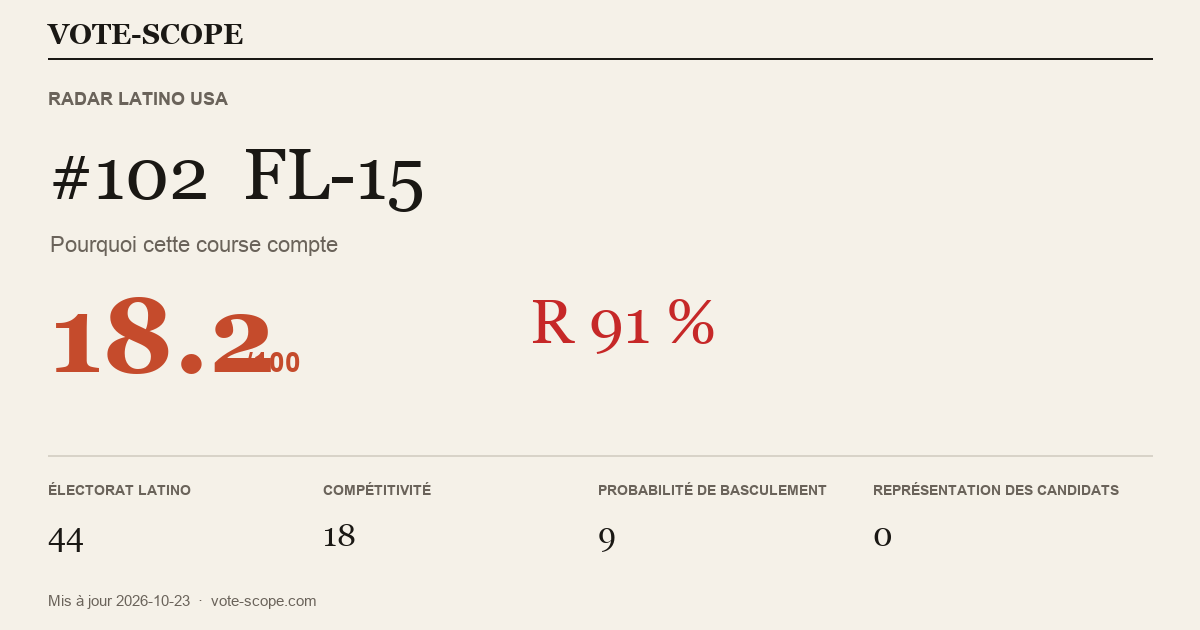 VOTE-SCOPE
RADAR LATINO USA
#102 FL-15
Pourquoi cette course compte
18.2/100
R 91 %
ÉLECTORAT LATINO
COMPÉTITIVITÉ
PROBABILITÉ DE BASCULEMENT
REPRÉSENTATION DES CANDIDATS
44
18
9
0
Mis à jour 2026-10-23 · vote-scope.com